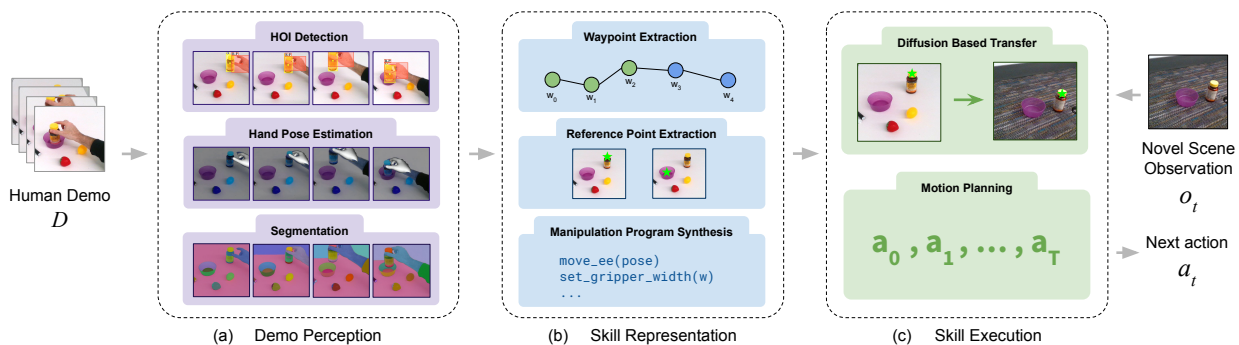 Human Demo
D
HOI Detection
Hand Pose Estimation
Segmentation
(a) Demo Perception
Waypoint Extraction
w0 w1 w2 w3 w4
Reference Point Extraction
Manipulation Program Synthesis
move_ee(pose)
set_gripper_width(w)
...
(b) Skill Representation
Diffusion Based Transfer
Motion Planning
a0 , a1 , ... , aT
(c) Skill Execution
Novel Scene
Observation
ot
Next action
at